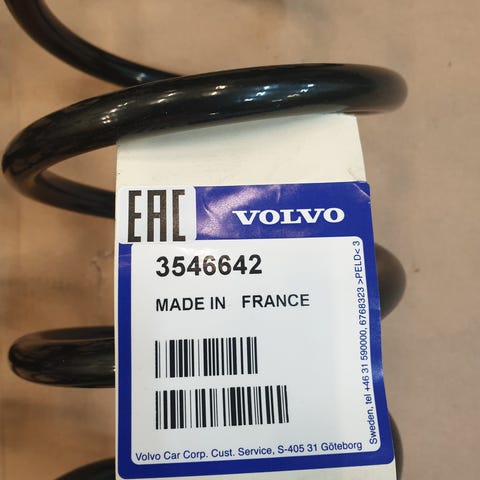 EAC VOLVO
3546642
MADE IN FRANCE
Volvo Car Corp. Cust. Service, S-405 31 Göteborg
Sweden, tel +46 31 590000, 6768323 >PELD< 3